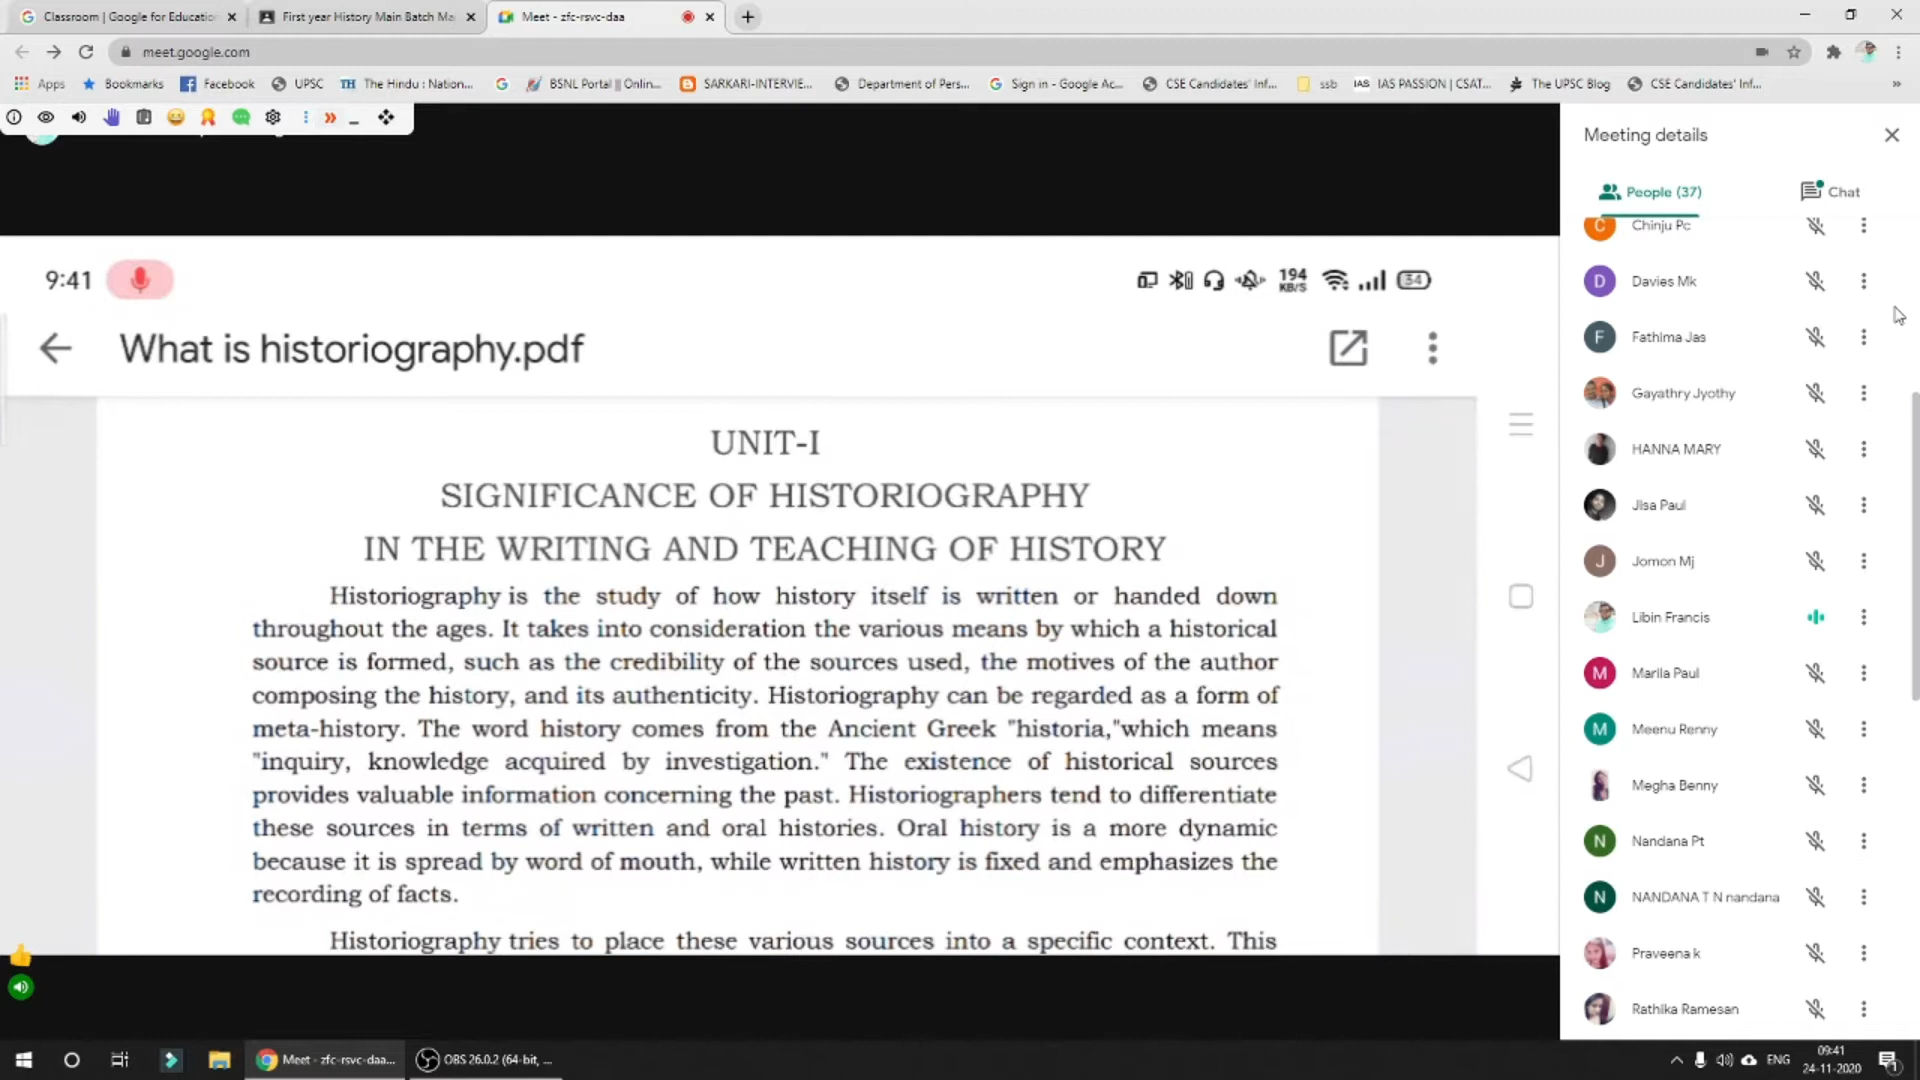 Classroom | Google for Educatio
First year History Main Batch Ma
Meet - zfc-rsvc-daa
meet.google.com
Apps
Bookmarks
Facebook
UPSC
TH
The Hindu : Nation...
BSNL Portal || Onlin...
SARKARI-INTERVIE...
Department of Pers...
Sign in - Google Ac...
CSE Candidates' Inf...
ssb
IAS
IAS PASSION | CSAT...
The UPSC Blog
CSE Candidates' Inf...
Meeting details
People (37)
Chat
9:41
194
KB/S
54
What is historiography.pdf
UNIT-I
SIGNIFICANCE OF HISTORIOGRAPHY
IN THE WRITING AND TEACHING OF HISTORY
Historiography is the study of how history itself is written or handed down
throughout the ages. It takes into consideration the various means by which a historical
source is formed, such as the credibility of the sources used, the motives of the author
composing the history, and its authenticity. Historiography can be regarded as a form of
meta-history. The word history comes from the Ancient Greek "historia,"which means
"inquiry, knowledge acquired by investigation." The existence of historical sources
provides valuable information concerning the past. Historiographers tend to differentiate
these sources in terms of written and oral histories. Oral history is a more dynamic
because it is spread by word of mouth, while written history is fixed and emphasizes the
recording of facts.
Historiography tries to place these various sources into a specific context. This
C
Chinju Pc
D
Davies Mk
F
Fathima Jas
Gayathry Jyothy
HANNA MARY
Jisa Paul
J
Jomon Mj
Libin Francis
M
Marila Paul
M
Meenu Renny
Megha Benny
N
Nandana Pt
N
NANDANA T N nandana
Praveena k
Rathika Ramesan
Meet - zfc-rsvc-daa...
OBS 26.0.2 (64-bit, ...
ENG
09:41
24-11-2020
1